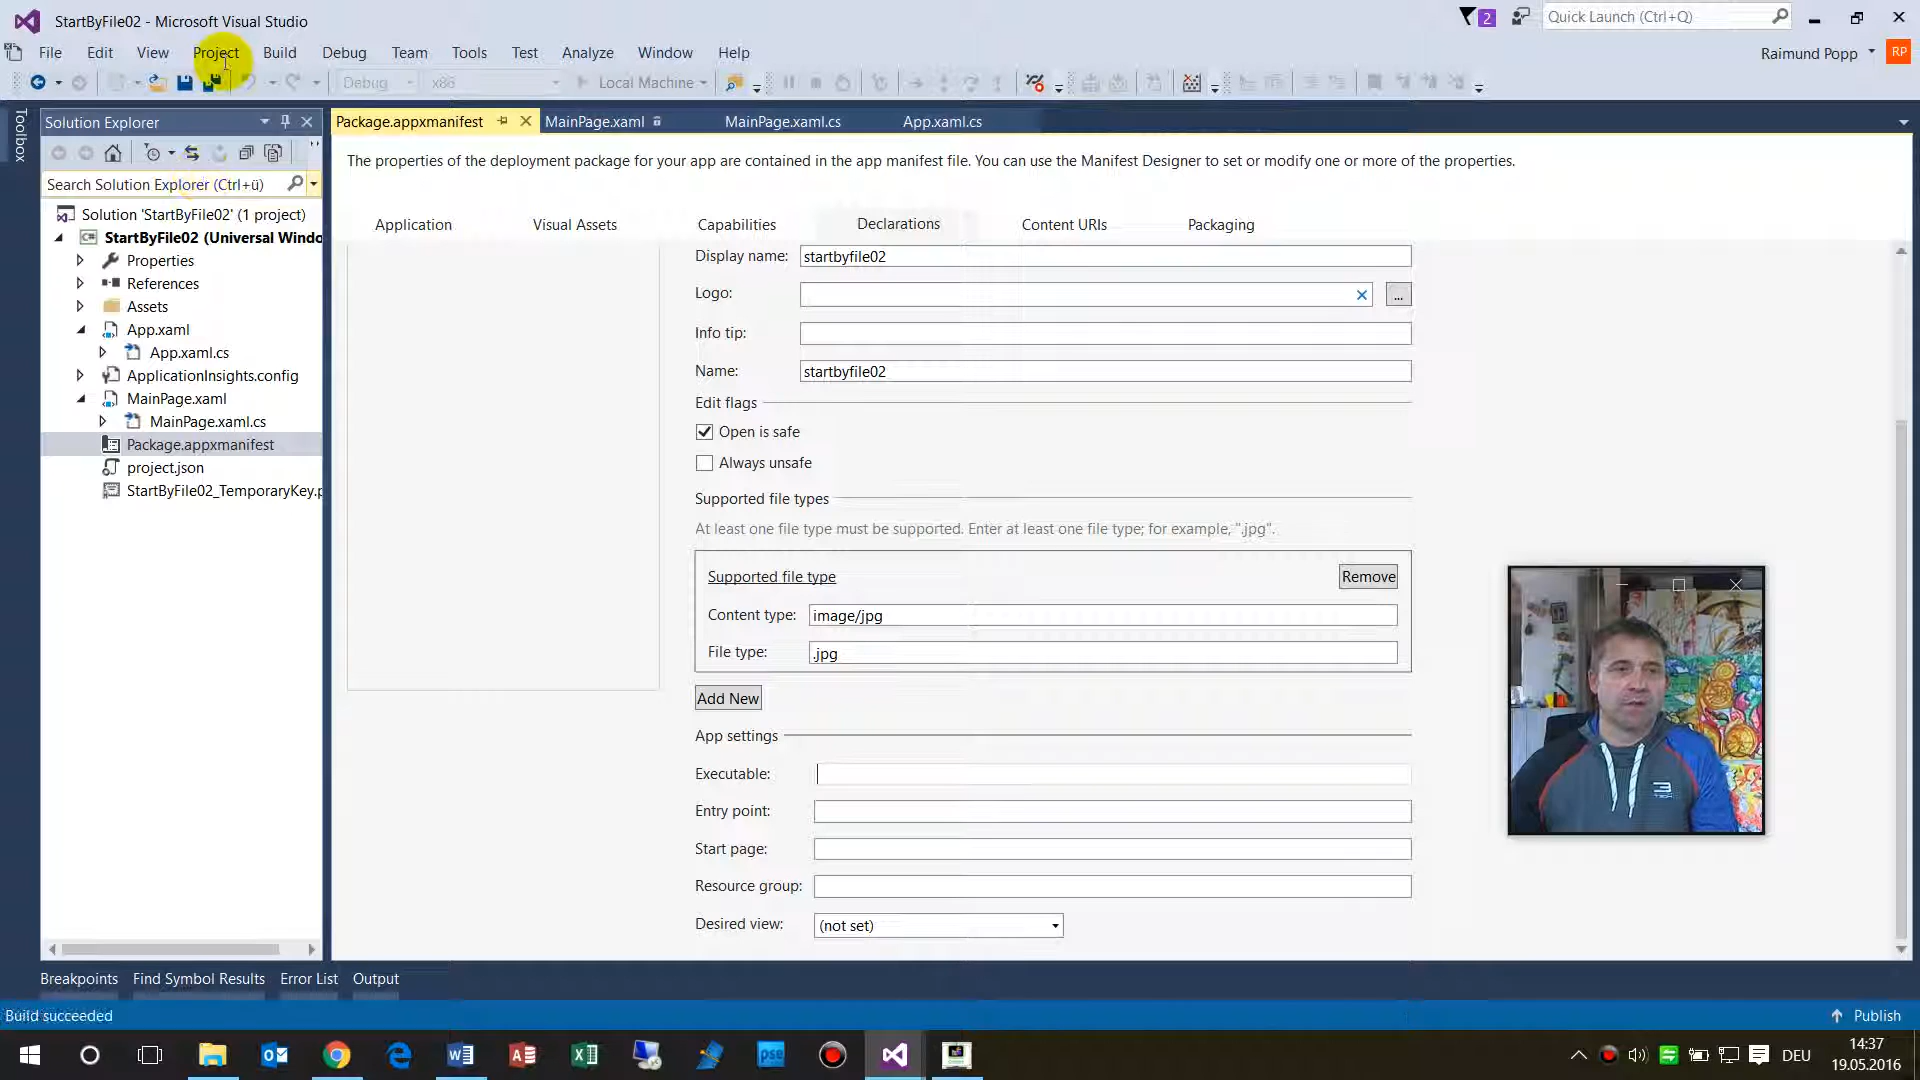 StartByFile02 - Microsoft Visual Studio
2
Quick Launch (Ctrl+Q)
File Edit View Project Build Debug Team Tools Test Analyze Window Help
Raimund Popp RP
Debug x86 Local Machine
Toolbox
Solution Explorer
Package.appxmanifest MainPage.xaml MainPage.xaml.cs App.xaml.cs
The properties of the deployment package for your app are contained in the app manifest file. You can use the Manifest Designer to set or modify one or more of the properties.
Search Solution Explorer (Ctrl+ü)
Solution 'StartByFile02' (1 project)
C# StartByFile02 (Universal Windo
Properties
References
Assets
App.xaml
App.xaml.cs
ApplicationInsights.config
MainPage.xaml
MainPage.xaml.cs
Package.appxmanifest
project.json
StartByFile02_TemporaryKey.p
Application Visual Assets Capabilities Declarations Content URIs Packaging
Display name: startbyfile02
Logo: ...
Info tip:
Name: startbyfile02
Edit flags
Open is safe
Always unsafe
Supported file types
At least one file type must be supported. Enter at least one file type; for example, ".jpg".
Supported file type Remove
Content type: image/jpg
File type: .jpg
Add New
App settings
Executable:
Entry point:
Start page:
Resource group:
Desired view: (not set)
Breakpoints Find Symbol Results Error List Output
Build succeeded
Publish
pse
DEU
14:37
19.05.2016